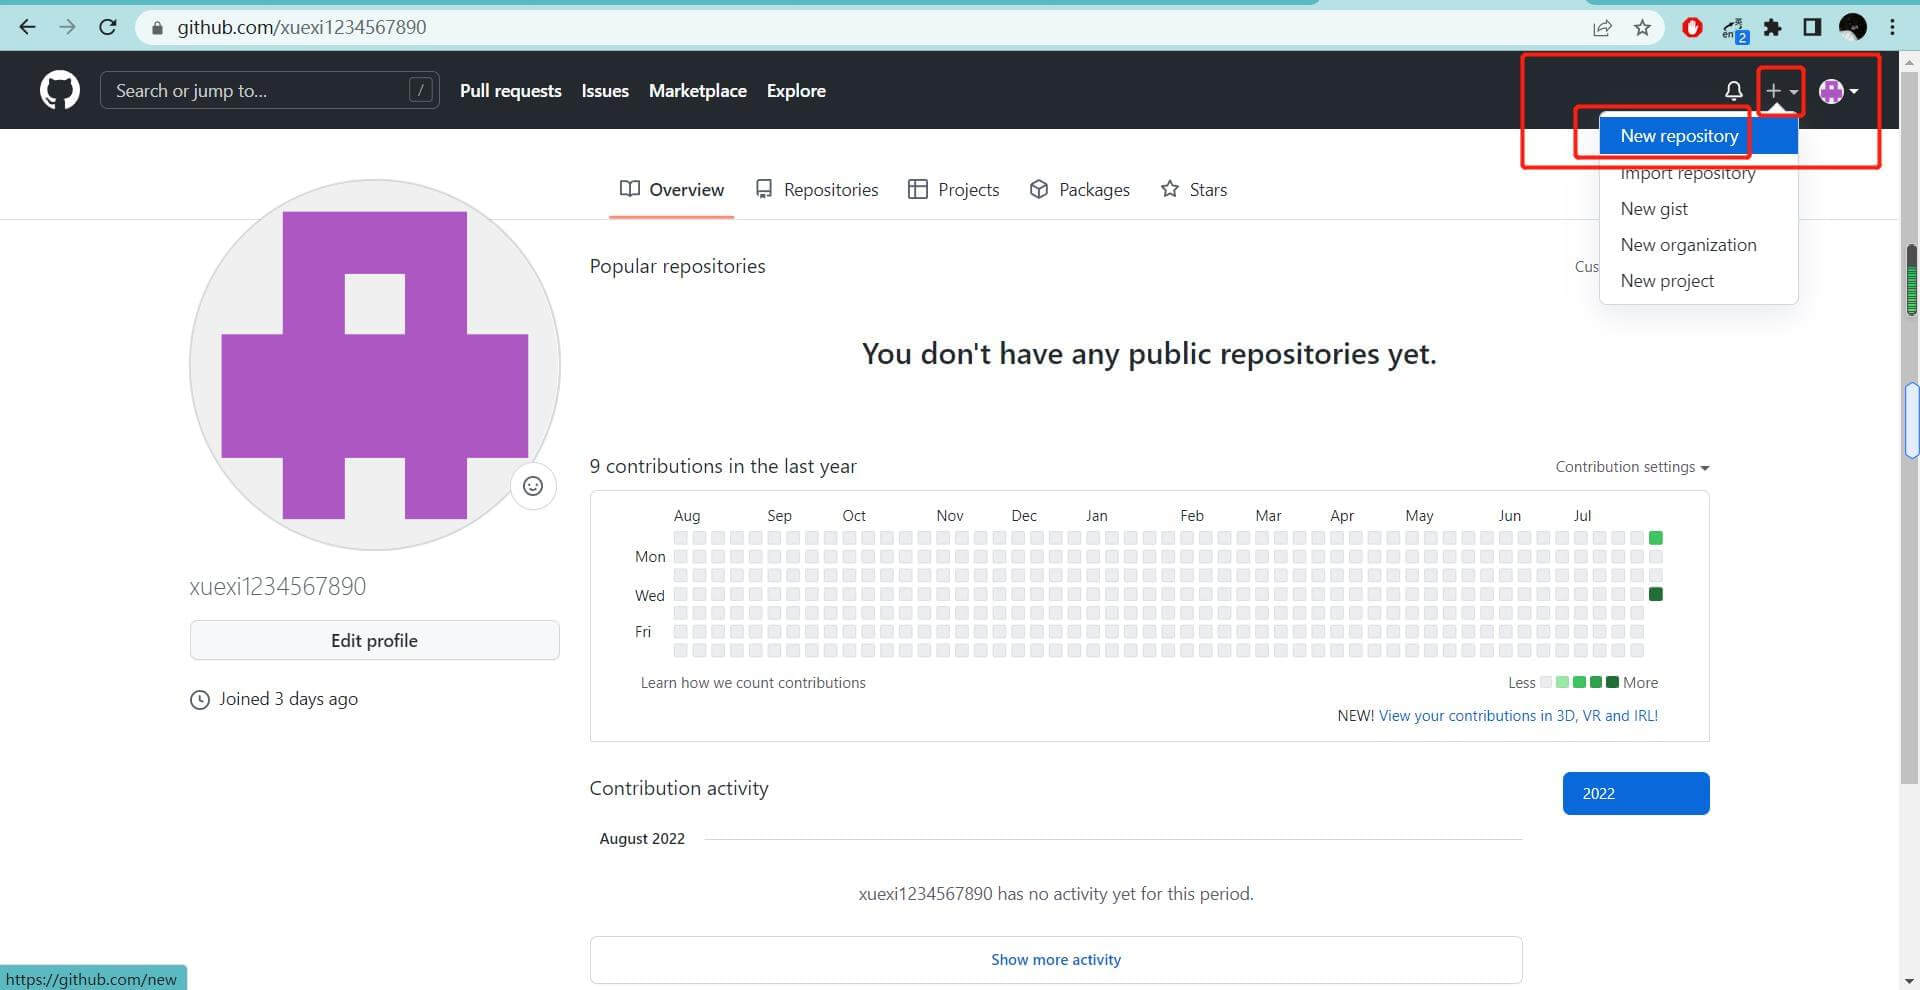 github.com/xuexi1234567890
en 英 2
Search or jump to... /
Pull requests Issues Marketplace Explore
New repository
Import repository
New gist
New organization
New project
Overview Repositories Projects Packages Stars
Popular repositories
Cus
You don't have any public repositories yet.
9 contributions in the last year
Contribution settings
Aug Sep Oct Nov Dec Jan Feb Mar Apr May Jun Jul
Mon
Wed
Fri
Learn how we count contributions
Less More
NEW! View your contributions in 3D, VR and IRL!
xuexi1234567890
Edit profile
Joined 3 days ago
Contribution activity
2022
August 2022
xuexi1234567890 has no activity yet for this period.
Show more activity
https://github.com/new